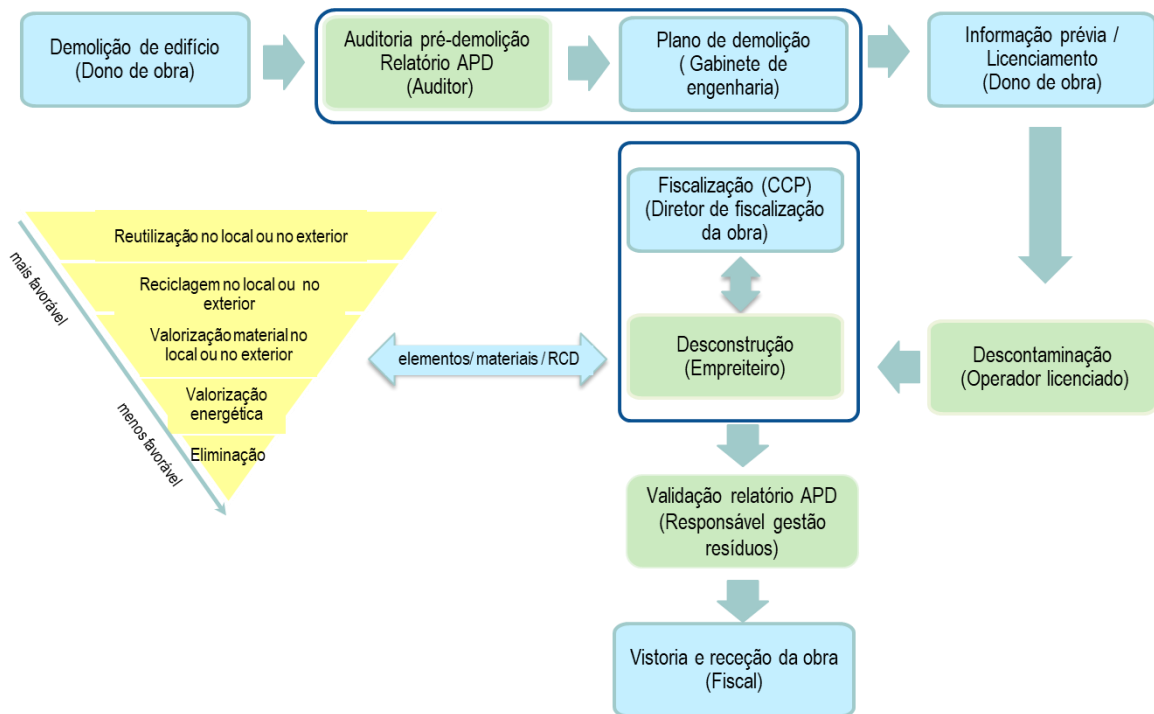 Demolição de edifício
(Dono de obra)
Auditoria pré-demolição
Relatório APD
(Auditor)
Plano de demolição
( Gabinete de
engenharia)
Informação prévia /
Licenciamento
(Dono de obra)
Fiscalização (CCP)
(Diretor de fiscalização
da obra)
Reutilização no local ou no exterior
Reciclagem no local ou no
exterior
Valorização material no
local ou no exterior
Valorização
energética
Eliminação
mais favorável
menos favorável
elementos/ materiais / RCD
Desconstrução
(Empreiteiro)
Descontaminação
(Operador licenciado)
Validação relatório APD
(Responsável gestão
resíduos)
Vistoria e receção da obra
(Fiscal)